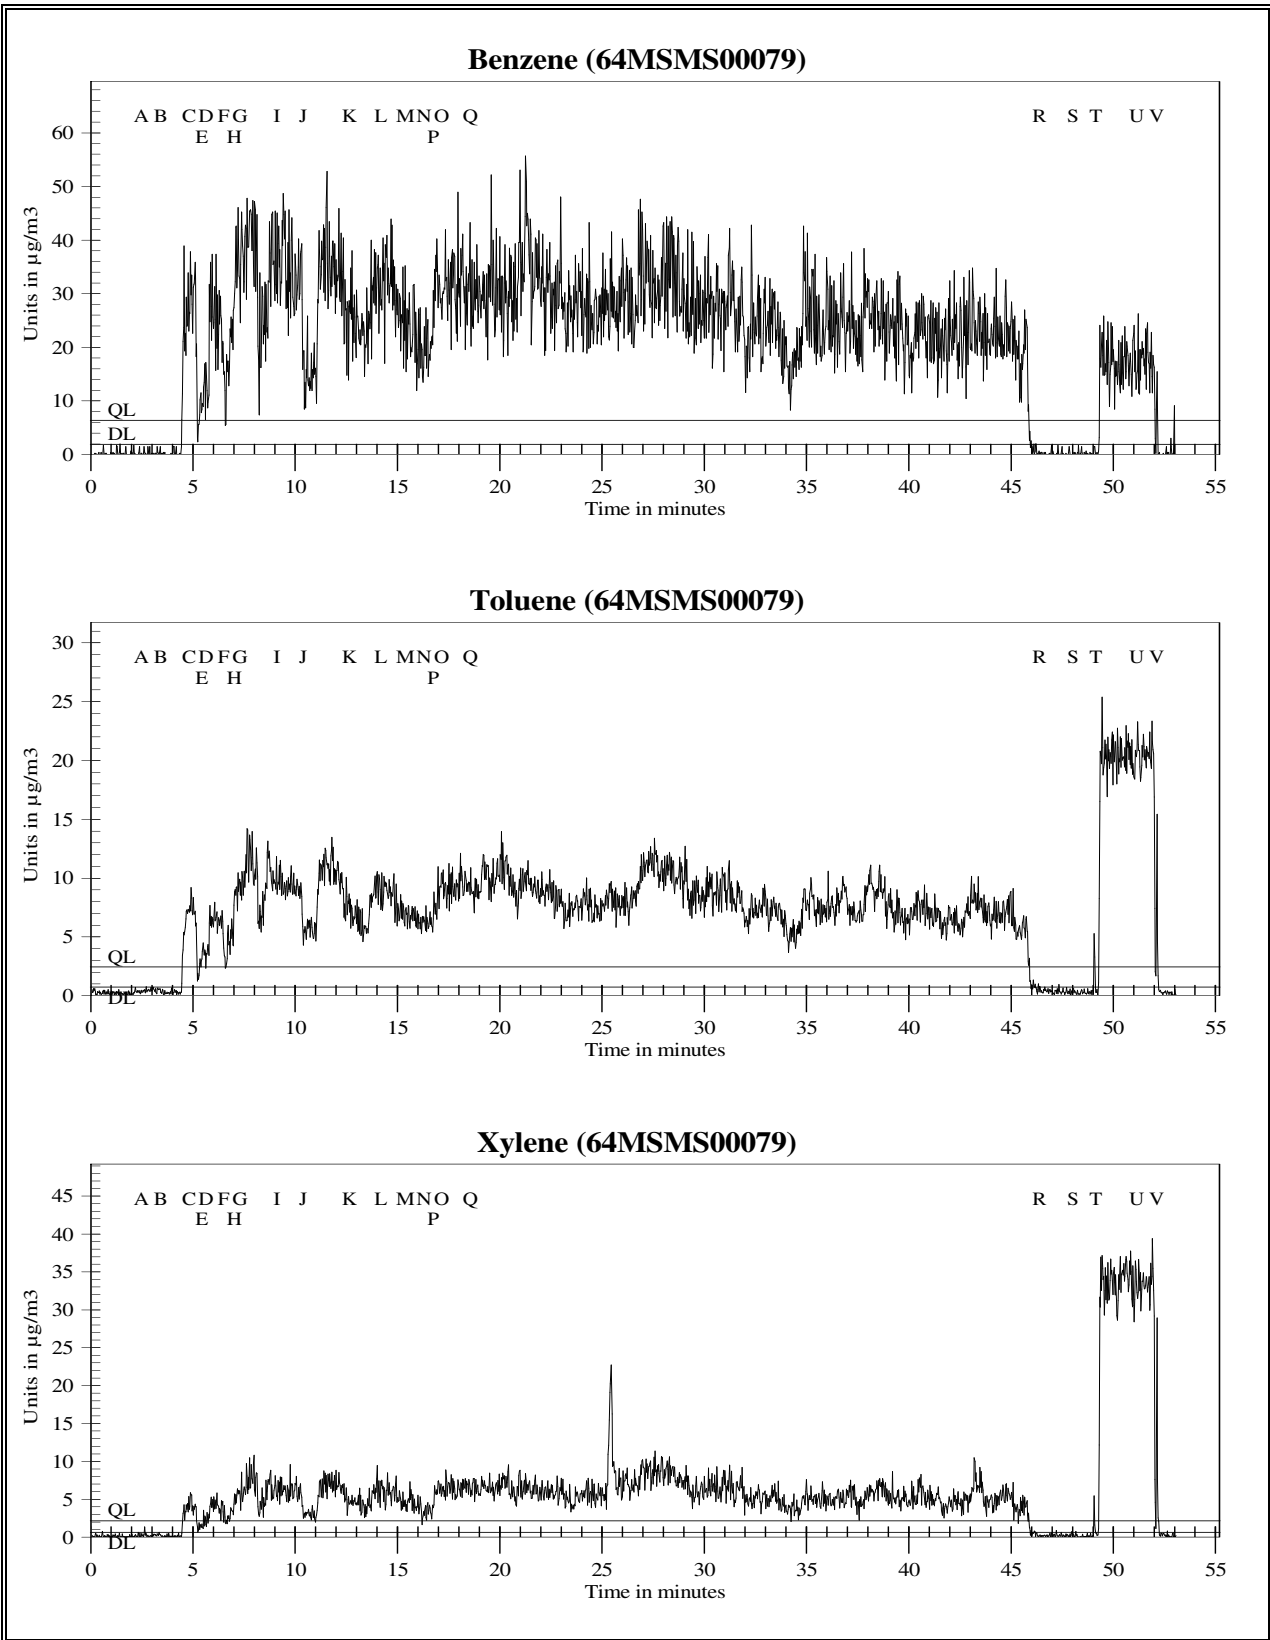 Benzene (64MSMS00079)
A B C D F G I J K L M N O Q R S T U V
E H P
60
50
40
30
20
10
0
Units in µg/m3
QL
DL
0 5 10 15 20 25 30 35 40 45 50 55
Time in minutes
Toluene (64MSMS00079)
A B C D F G I J K L M N O Q R S T U V
E H P
30
25
20
15
10
5
0
Units in µg/m3
QL
DL
0 5 10 15 20 25 30 35 40 45 50 55
Time in minutes
Xylene (64MSMS00079)
A B C D F G I J K L M N O Q R S T U V
E H P
45
40
35
30
25
20
15
10
5
0
Units in µg/m3
QL
DL
0 5 10 15 20 25 30 35 40 45 50 55
Time in minutes